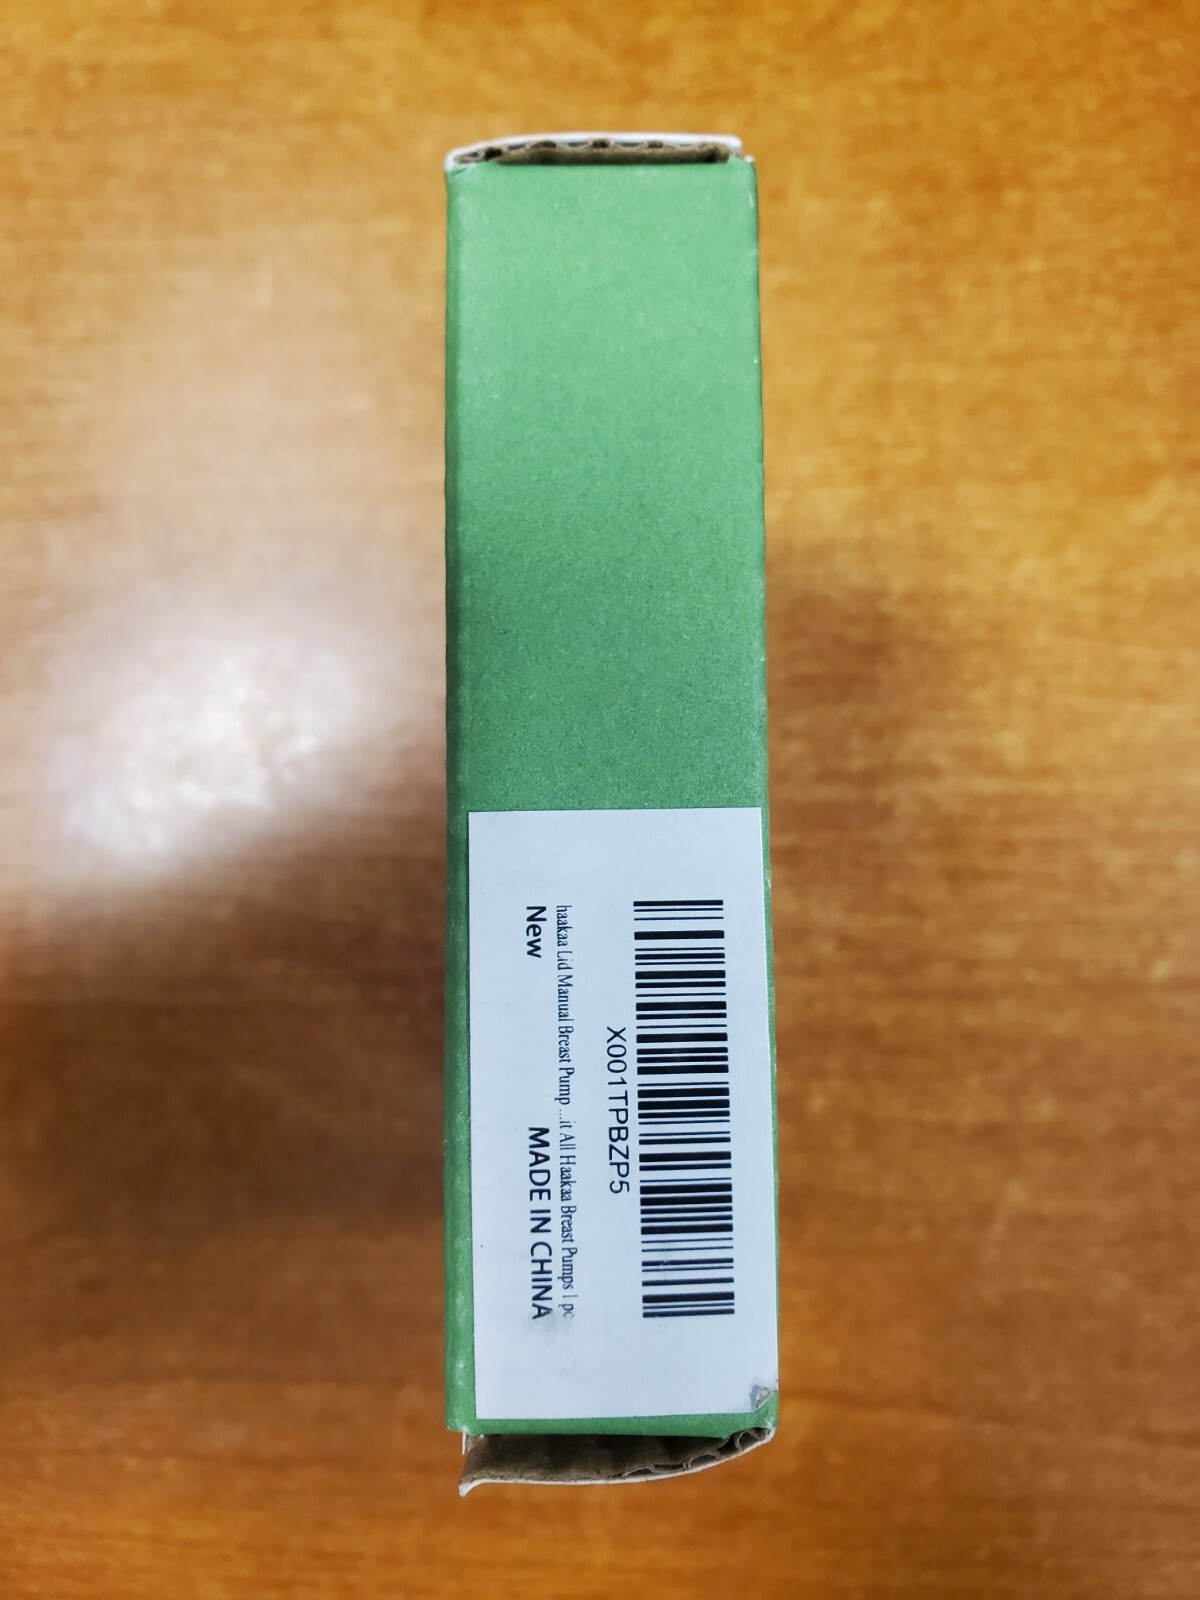 X001TPBZP5
haakaa Lid Manual Breast Pump ...it All Haakaa Breast Pumps 1 pc
New
MADE IN CHINA